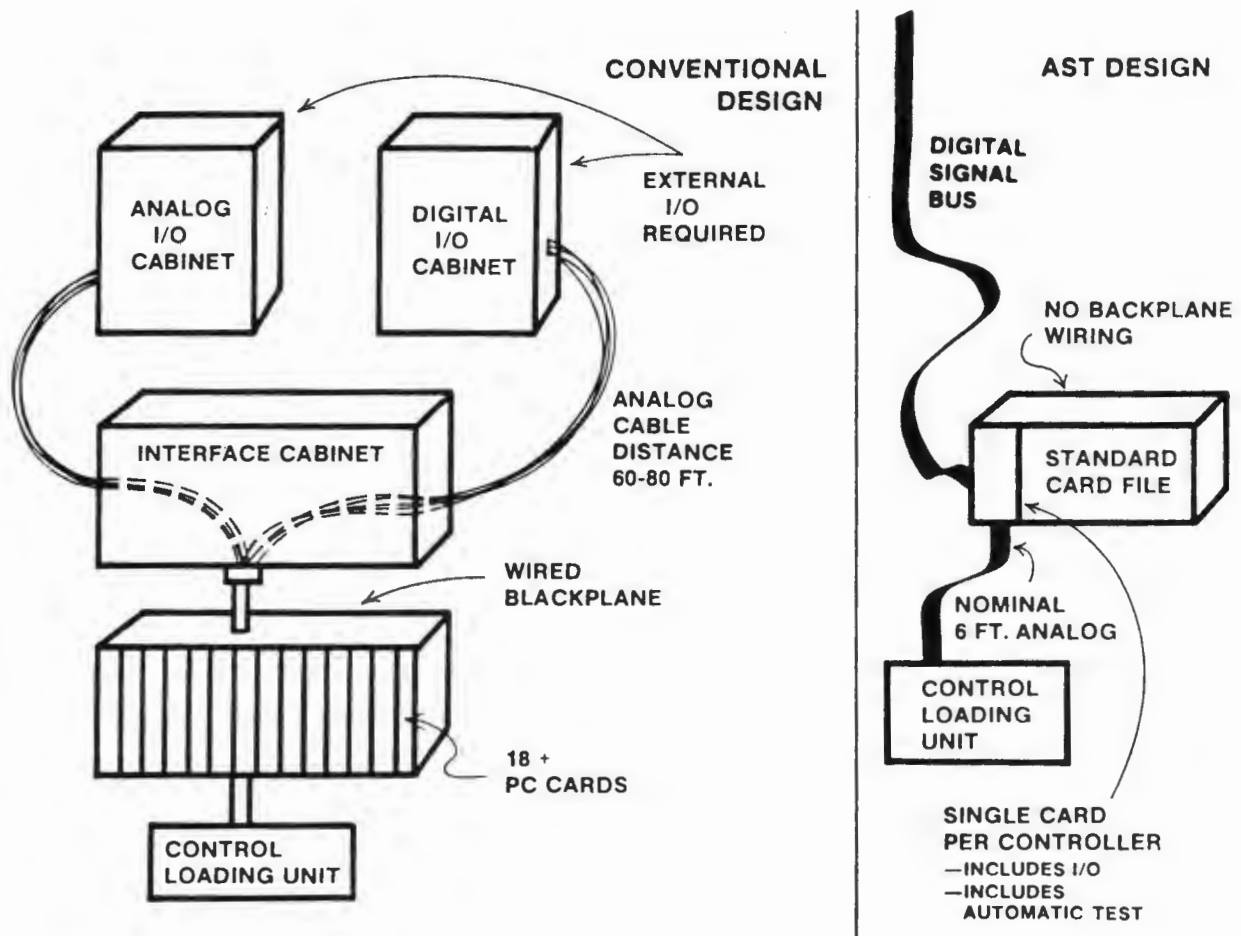 CONVENTIONAL
DESIGN
ANALOG
I/O
CABINET
DIGITAL
I/O
CABINET
EXTERNAL
I/O
REQUIRED
INTERFACE CABINET
ANALOG
CABLE
DISTANCE
60-80 FT.
WIRED
BLACKPLANE
18 +
PC CARDS
CONTROL
LOADING UNIT
AST DESIGN
DIGITAL
SIGNAL
BUS
NO BACKPLANE
WIRING
STANDARD
CARD FILE
NOMINAL
6 FT. ANALOG
CONTROL
LOADING
UNIT
SINGLE CARD
PER CONTROLLER
—INCLUDES I/O
—INCLUDES
AUTOMATIC TEST